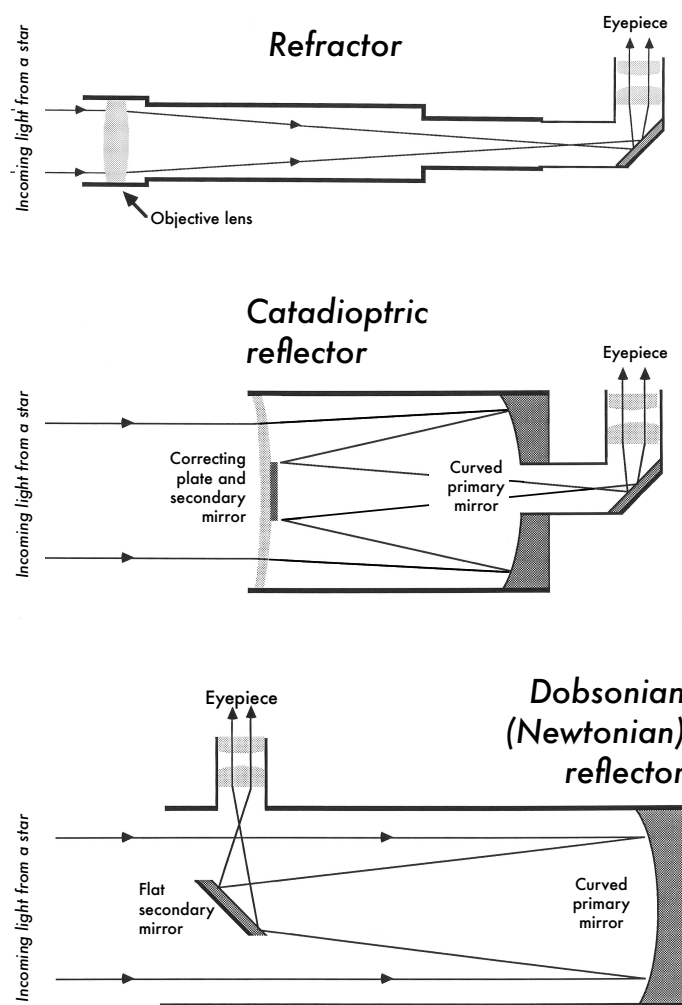 Refractor
Eyepiece
Incoming light from a star
Objective lens
Catadioptric
reflector
Eyepiece
Incoming light from a star
Correcting
plate and
secondary
mirror
Curved
primary
mirror
Dobsonian
(Newtonian)
reflector
Eyepiece
Incoming light from a star
Flat
secondary
mirror
Curved
primary
mirror